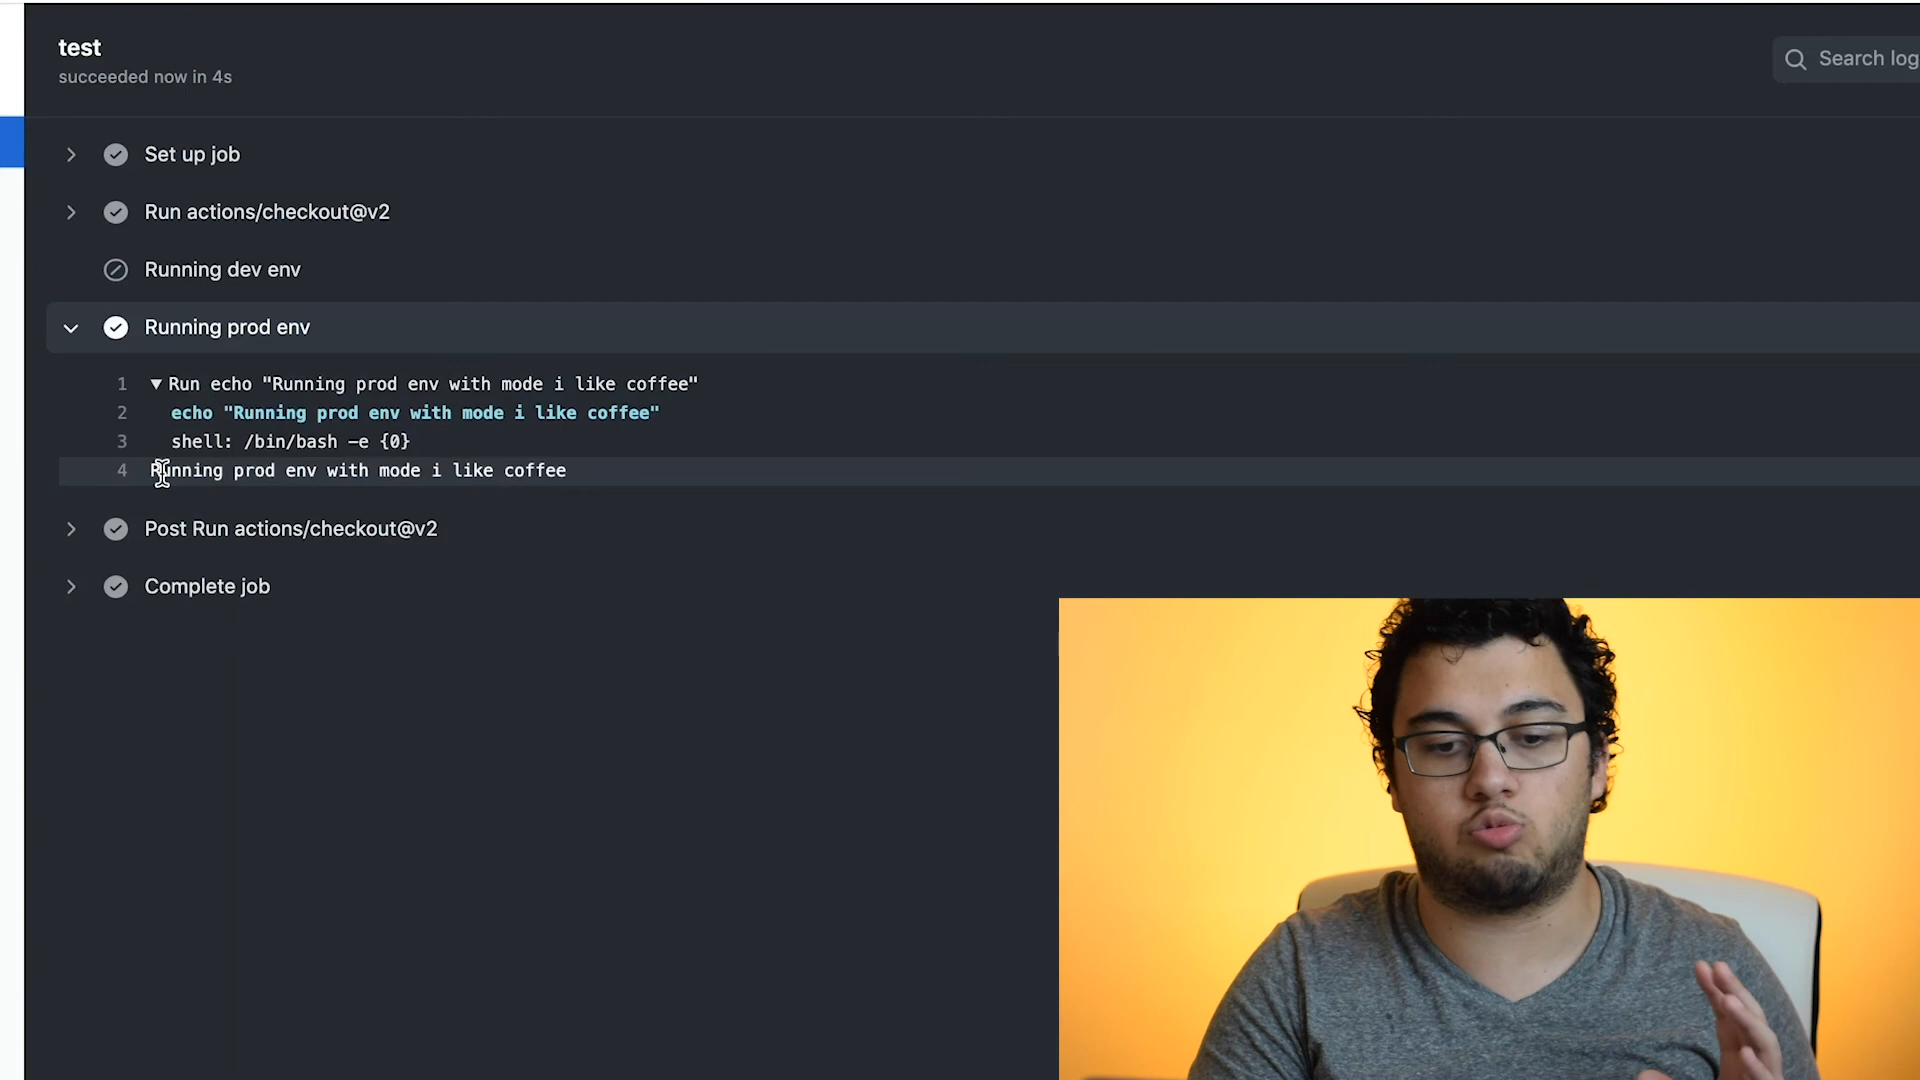 test
succeeded now in 4s
Search log
Set up job
Run actions/checkout@v2
Running dev env
Running prod env
1 ▼ Run echo "Running prod env with mode i like coffee"
2 echo "Running prod env with mode i like coffee"
3 shell: /bin/bash -e {0}
4 Running prod env with mode i like coffee
Post Run actions/checkout@v2
Complete job